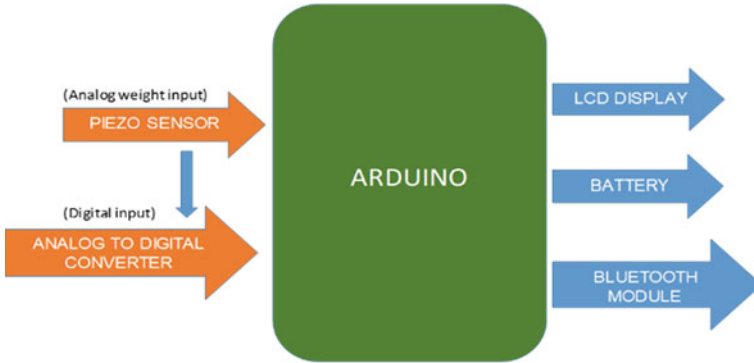 (Analog weight input)
PIEZO SENSOR
(Digital input)
ANALOG TO DIGITAL
CONVERTER
ARDUINO
LCD DISPLAY
BATTERY
BLUETOOTH
MODULE